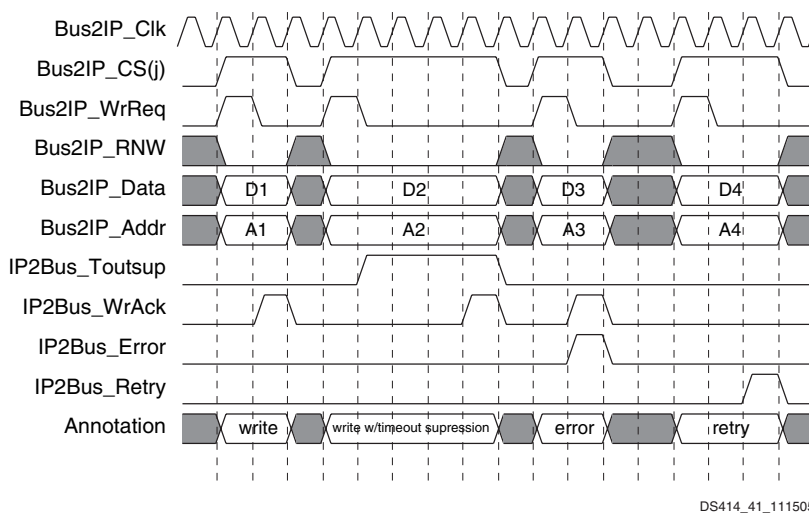 Bus2IP_Clk
Bus2IP_CS(j)
Bus2IP_WrReq
Bus2IP_RNW
Bus2IP_Data D1 D2 D3 D4
Bus2IP_Addr A1 A2 A3 A4
IP2Bus_Toutsup
IP2Bus_WrAck
IP2Bus_Error
IP2Bus_Retry
Annotation write write w/timeout supression error retry
DS414_41_111505